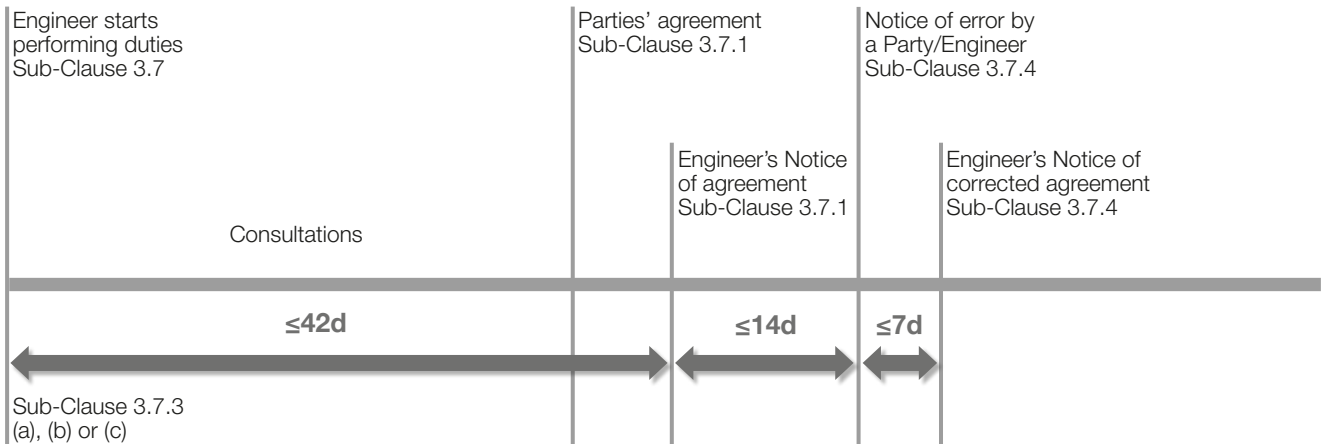 Engineer starts
performing duties
Sub-Clause 3.7
Parties’ agreement
Sub-Clause 3.7.1
Notice of error by
a Party/Engineer
Sub-Clause 3.7.4
Engineer’s Notice
of agreement
Sub-Clause 3.7.1
Engineer’s Notice of
corrected agreement
Sub-Clause 3.7.4
Consultations
≤42d
≤14d
≤7d
Sub-Clause 3.7.3
(a), (b) or (c)